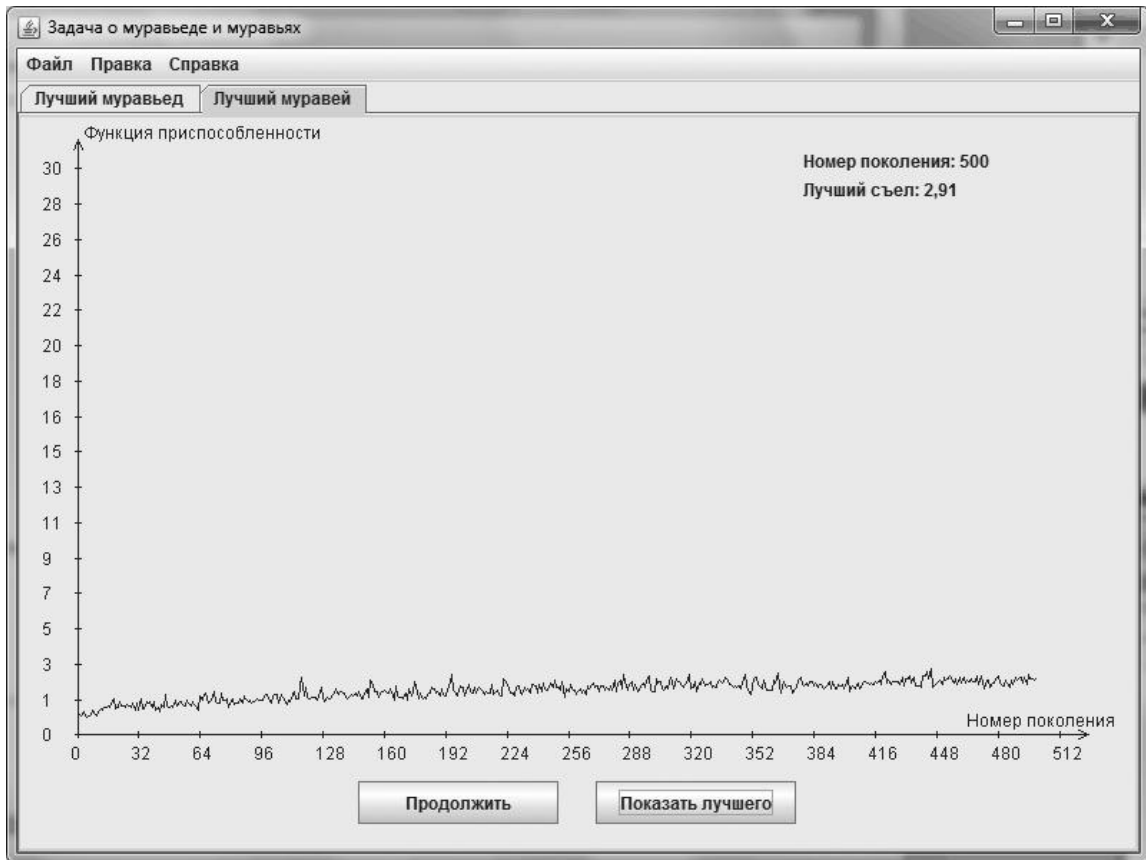 Задача о муравьеде и муравьях
Файл Правка Справка
Лучший муравьед Лучший муравей
Функция приспособленности
Номер поколения: 500
Лучший съел: 2,91
30
28
26
24
22
20
18
16
15
13
11
9
7
5
3
1
0
Номер поколения
0 32 64 96 128 160 192 224 256 288 320 352 384 416 448 480 512
Продолжить Показать лучшего